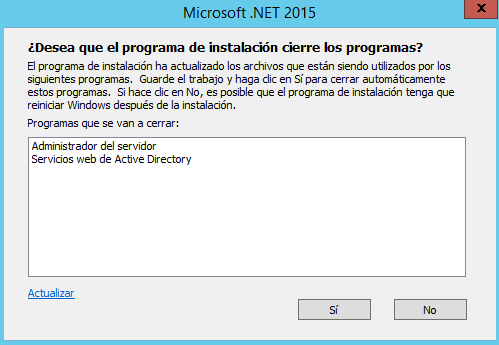 Microsoft .NET 2015
x
¿Desea que el programa de instalación cierre los programas?
El programa de instalación ha actualizado los archivos que están siendo utilizados por los
siguientes programas. Guarde el trabajo y haga clic en Sí para cerrar automáticamente
estos programas. Si hace clic en No, es posible que el programa de instalación tenga que
reiniciar Windows después de la instalación.
Programas que se van a cerrar:
Administrador del servidor
Servicios web de Active Directory
Actualizar
Sí
No